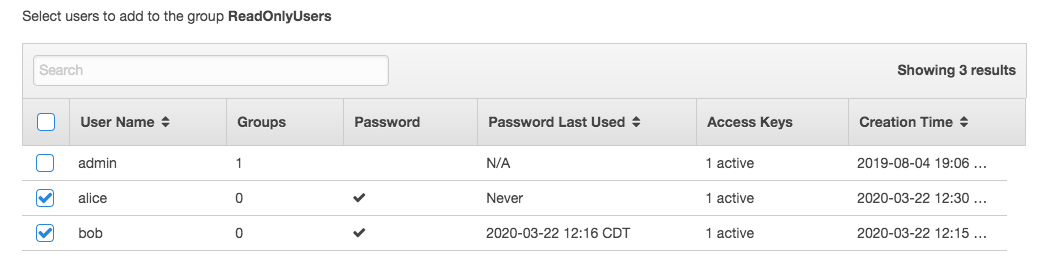 Select users to add to the group ReadOnlyUsers
Search Showing 3 results
User Name Groups Password Password Last Used Access Keys Creation Time
admin 1 N/A 1 active 2019-08-04 19:06 ...
alice 0 ✔ Never 1 active 2020-03-22 12:30 ...
bob 0 ✔ 2020-03-22 12:16 CDT 1 active 2020-03-22 12:15 ...